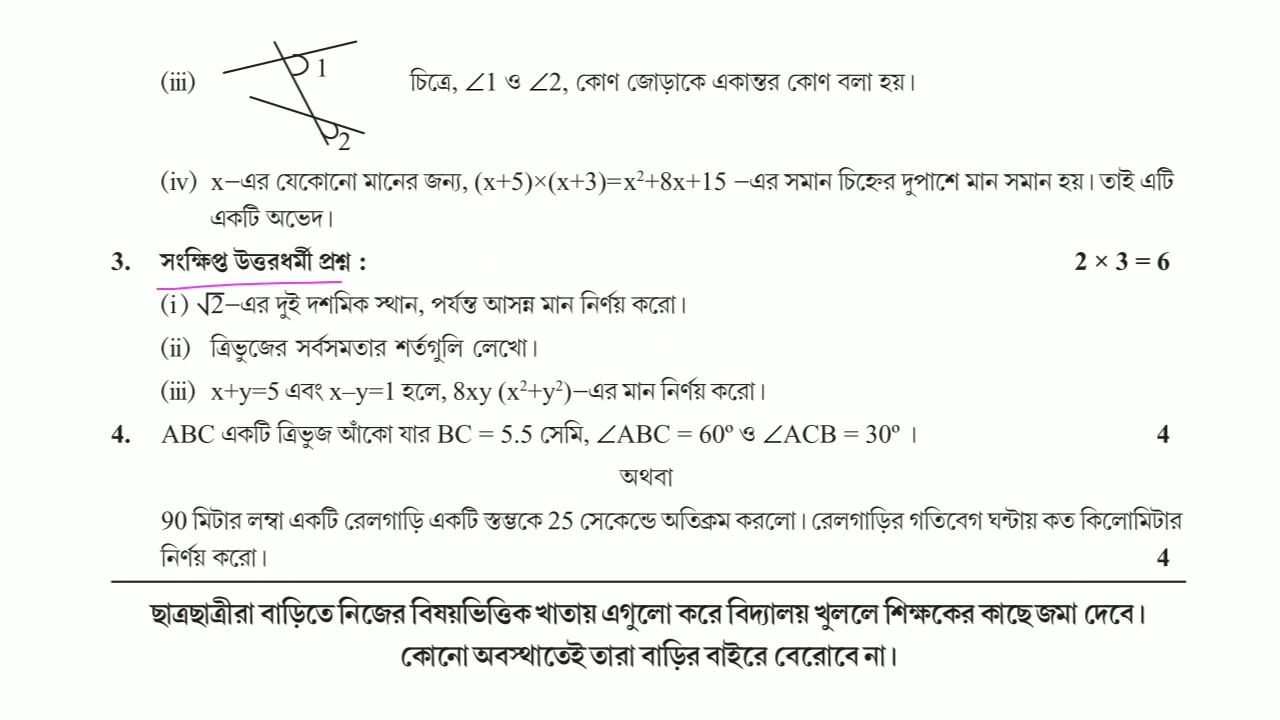 (iii) 1 2 চিত্রে, ∠1 ও ∠2, কোণ জোড়াকে একান্তর কোণ বলা হয়।
(iv) x–এর যেকোনো মানের জন্য, (x+5)×(x+3)=x²+8x+15 –এর সমান চিহ্নের দুপাশে মান সমান হয়। তাই এটি
একটি অভেদ।
3. সংক্ষিপ্ত উত্তরধর্মী প্রশ্ন : 2 × 3 = 6
(i) √2–এর দুই দশমিক স্থান, পর্যন্ত আসন্ন মান নির্ণয় করো।
(ii) ত্রিভুজের সর্বসমতার শর্তগুলি লেখো।
(iii) x+y=5 এবং x–y=1 হলে, 8xy (x²+y²)–এর মান নির্ণয় করো।
4. ABC একটি ত্রিভুজ আঁকো যার BC = 5.5 সেমি, ∠ABC = 60º ও ∠ACB = 30º । 4
অথবা
90 মিটার লম্বা একটি রেলগাড়ি একটি স্তম্ভকে 25 সেকেন্ডে অতিক্রম করলো। রেলগাড়ির গতিবেগ ঘন্টায় কত কিলোমিটার
নির্ণয় করো। 4
ছাত্রছাত্রীরা বাড়িতে নিজের বিষয়ভিত্তিক খাতায় এগুলো করে বিদ্যালয় খুললে শিক্ষকের কাছে জমা দেবে।
কোনো অবস্থাতেই তারা বাড়ির বাইরে বেরোবে না।